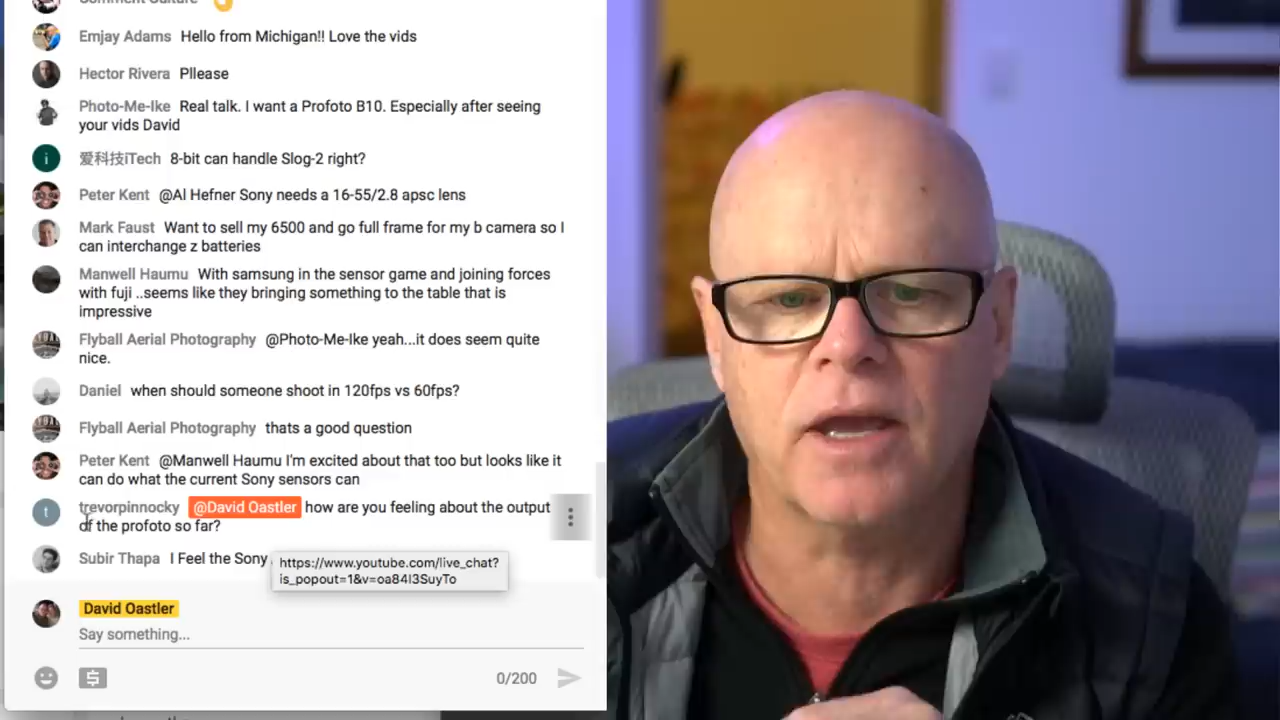 Comment Culture
Emjay Adams Hello from Michigan!! Love the vids
Hector Rivera Pllease
Photo-Me-Ike Real talk. I want a Profoto B10. Especially after seeing
your vids David
i 爱科技iTech 8-bit can handle Slog-2 right?
Peter Kent @Al Hefner Sony needs a 16-55/2.8 apsc lens
Mark Faust Want to sell my 6500 and go full frame for my b camera so I
can interchange z batteries
Manwell Haumu With samsung in the sensor game and joining forces
with fuji ..seems like they bringing something to the table that is
impressive
Flyball Aerial Photography @Photo-Me-Ike yeah...it does seem quite
nice.
Daniel when should someone shoot in 120fps vs 60fps?
Flyball Aerial Photography thats a good question
Peter Kent @Manwell Haumu I'm excited about that too but looks like it
can do what the current Sony sensors can
t trevorpinnocky @David Oastler how are you feeling about the output
of the profoto so far?
Subir Thapa I Feel the Sony
https://www.youtube.com/live_chat?
is_popout=1&v=oa84I3SuyTo
David Oastler
Say something...
0/200